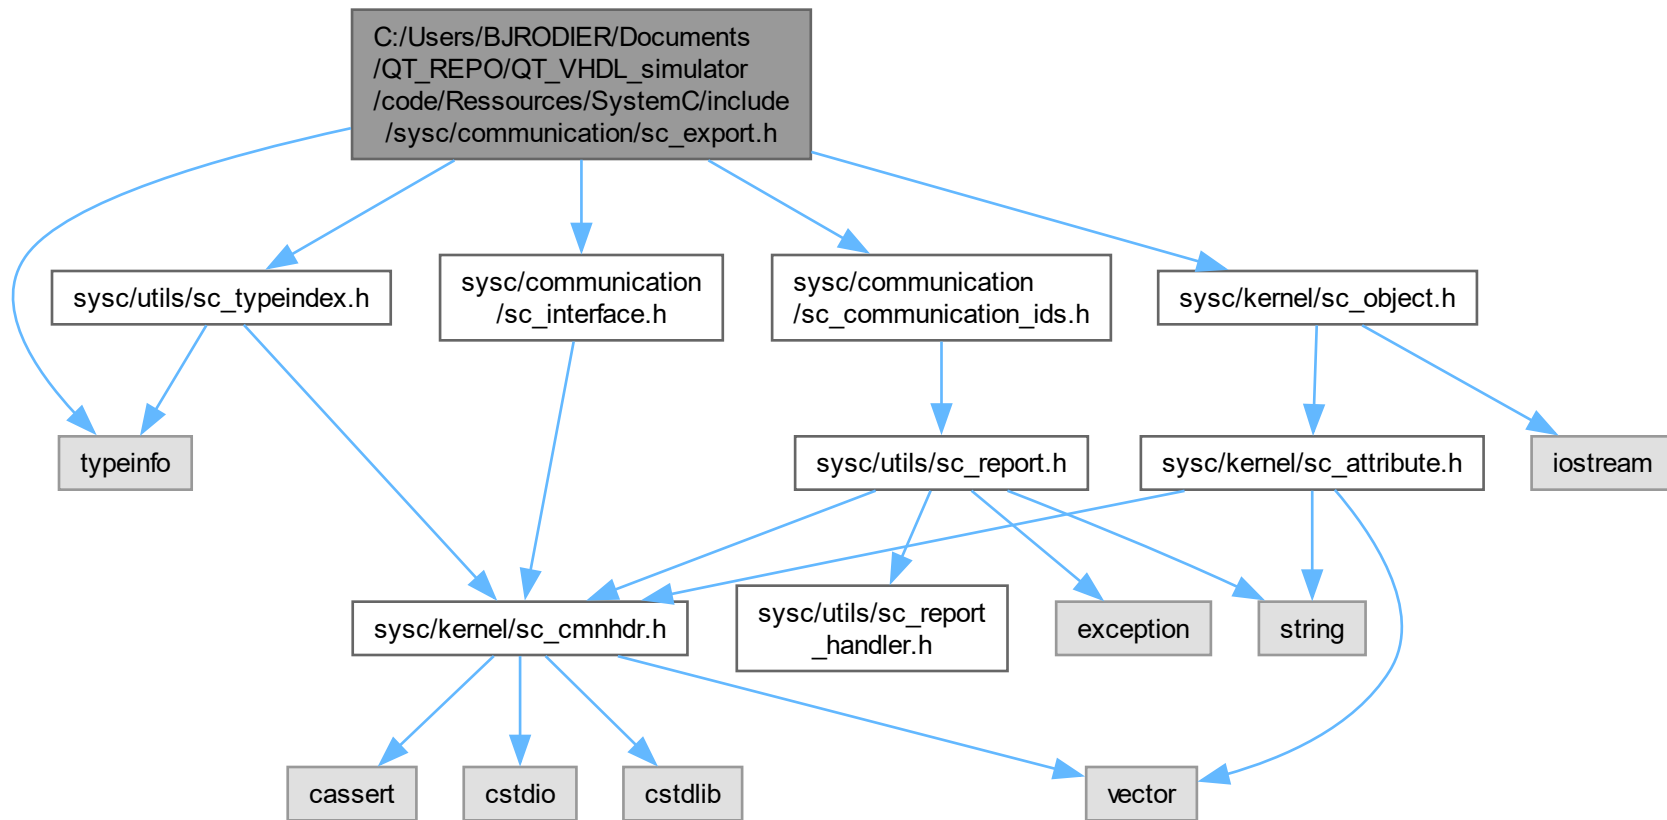 C:/Users/BJRODIER/Documents
/QT_REPO/QT_VHDL_simulator
/code/Ressources/SystemC/include
/sysc/communication/sc_export.h
sysc/utils/sc_typeindex.h
sysc/communication
/sc_interface.h
sysc/communication
/sc_communication_ids.h
sysc/kernel/sc_object.h
typeinfo
sysc/utils/sc_report.h
sysc/kernel/sc_attribute.h
iostream
sysc/kernel/sc_cmnhdr.h
sysc/utils/sc_report
_handler.h
exception
string
cassert
cstdio
cstdlib
vector